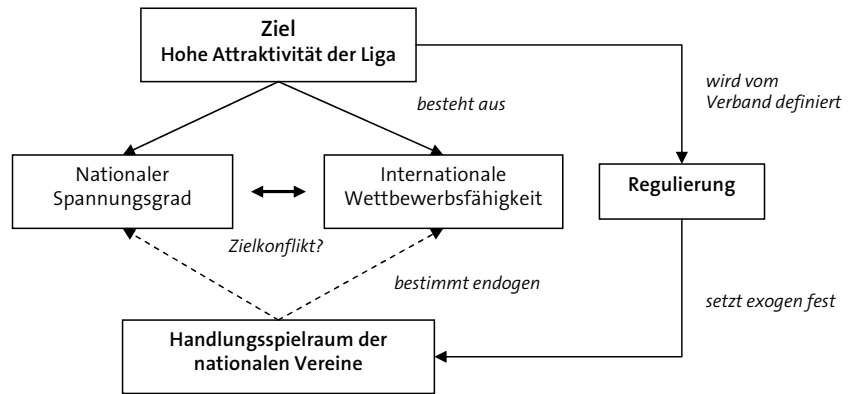 Ziel
Hohe Attraktivität der Liga
wird vom
Verband definiert
besteht aus
Nationaler
Spannungsgrad
Internationale
Wettbewerbsfähigkeit
Regulierung
Zielkonflikt?
bestimmt endogen
setzt exogen fest
Handlungsspielraum der
nationalen Vereine